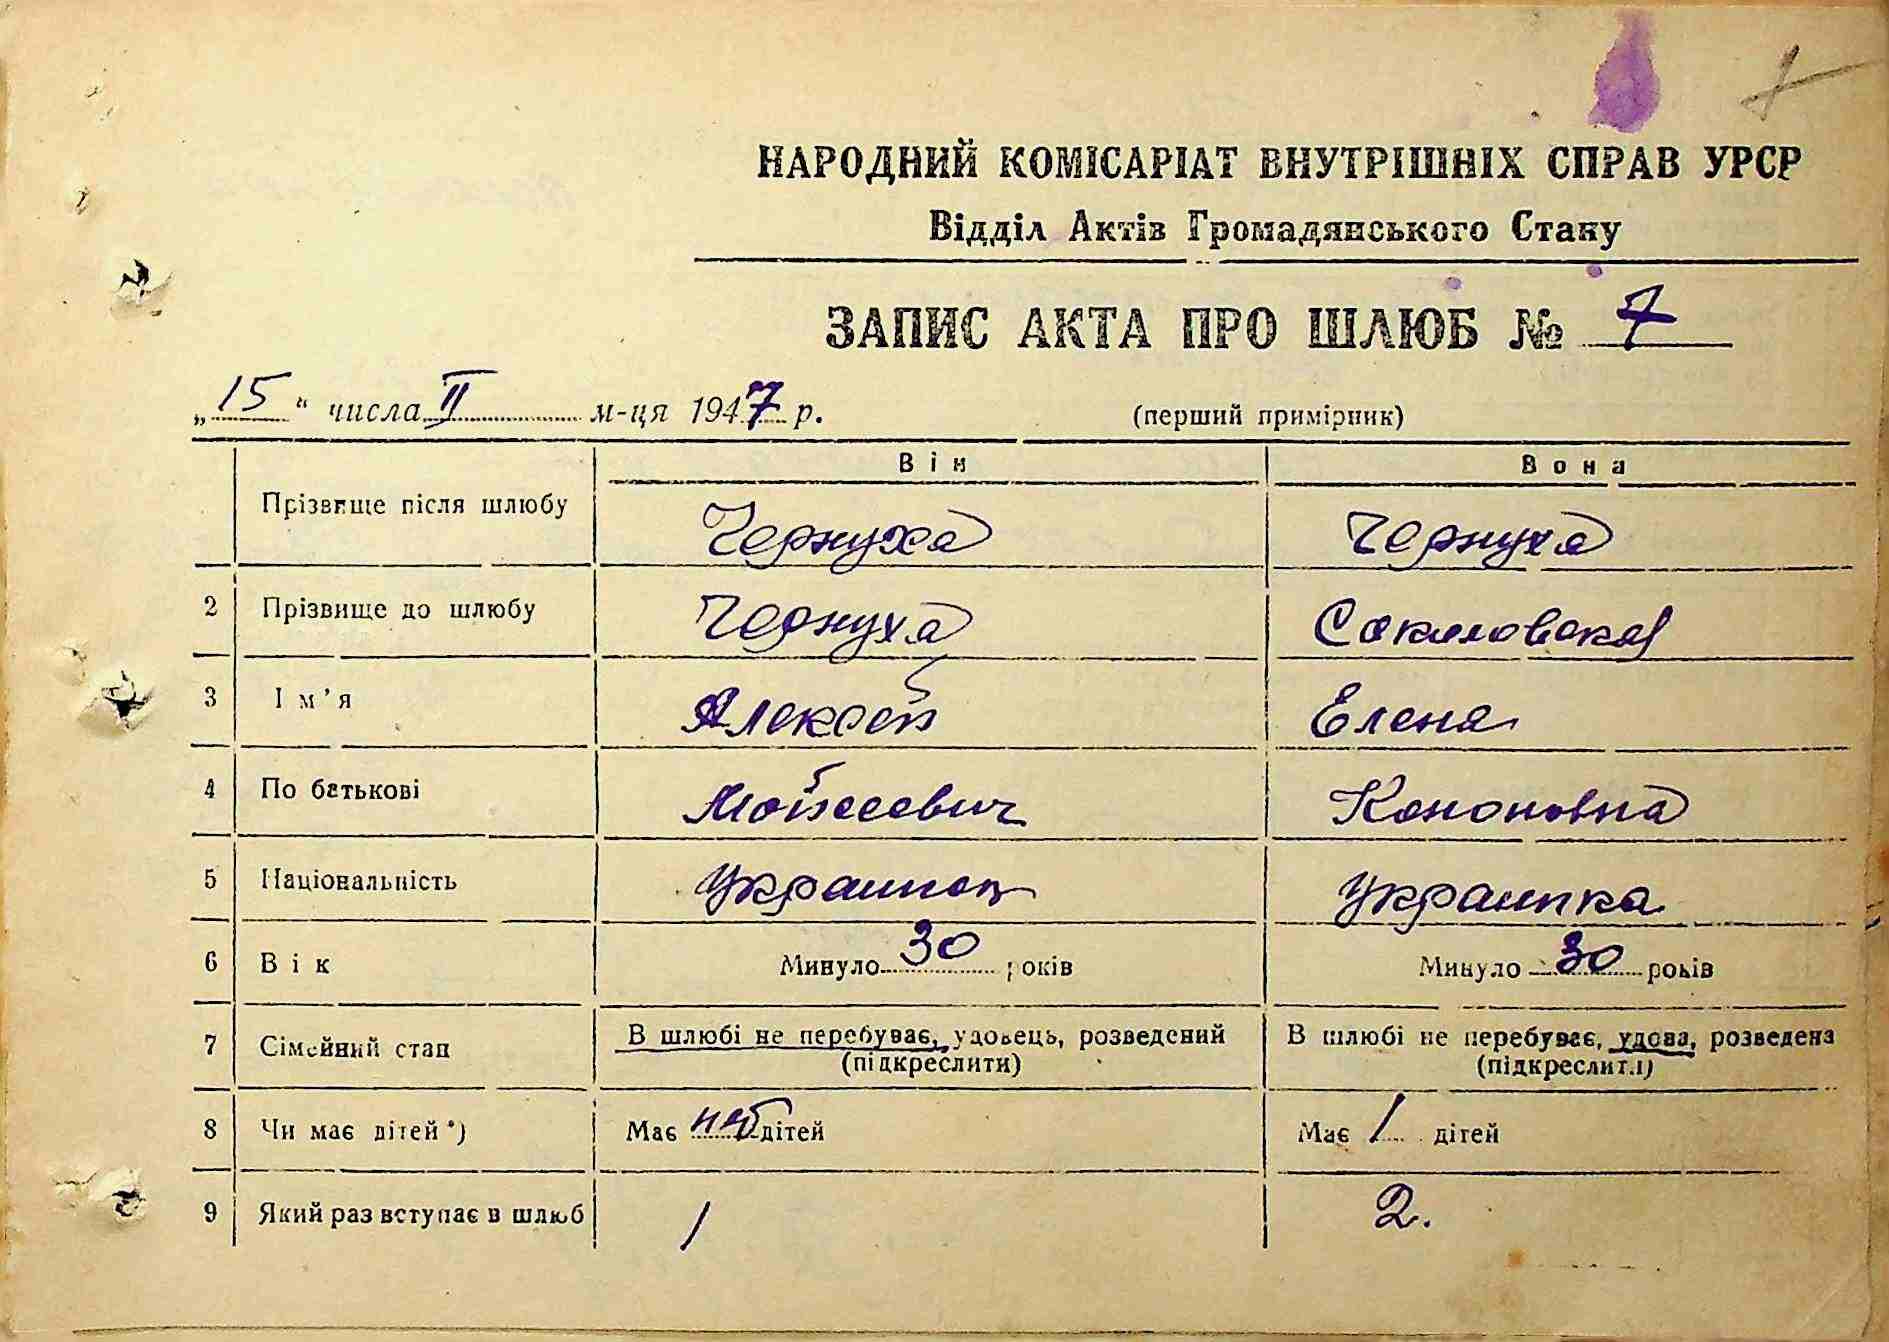 НАРОДНИЙ КОМІСАРІАТ ВНУТРІШНІХ СПРАВ УРСР
Відділ Актів Громадянського Стану
ЗАПИС АКТА ПРО ШЛЮБ № 7
„15“ числа II м-ця 1947 р. (перший примірник)
Він Вона
Прізвище після шлюбу Чернуха Чернуха
2 Прізвище до шлюбу Чернуха Соколовская
3 Ім’я Алексей Елена
4 По батькові Мойсеевич Кононовна
5 Національність Украинец Украинка
6 Вік Минуло 30 років Минуло 30 років
7 Сімейний стан В шлюбі не перебуває, удовець, розведений В шлюбі не перебуває, удова, розведена
(підкреслити) (підкреслити)
8 Чи має дітей*) Має дітей Має 1 дітей
9 Який раз вступає в шлюб 1 2.